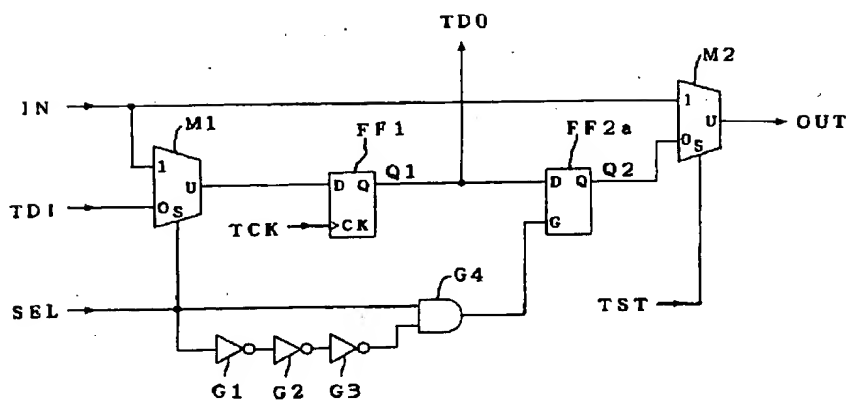 TDO
M2
IN
1
U
OUT
M1
FF1
FF2a
0
S
1
U
D Q
Q1
D Q
Q2
TDI
0
S
TCK
CK
G
G4
SEL
TST
G1
G2
G3